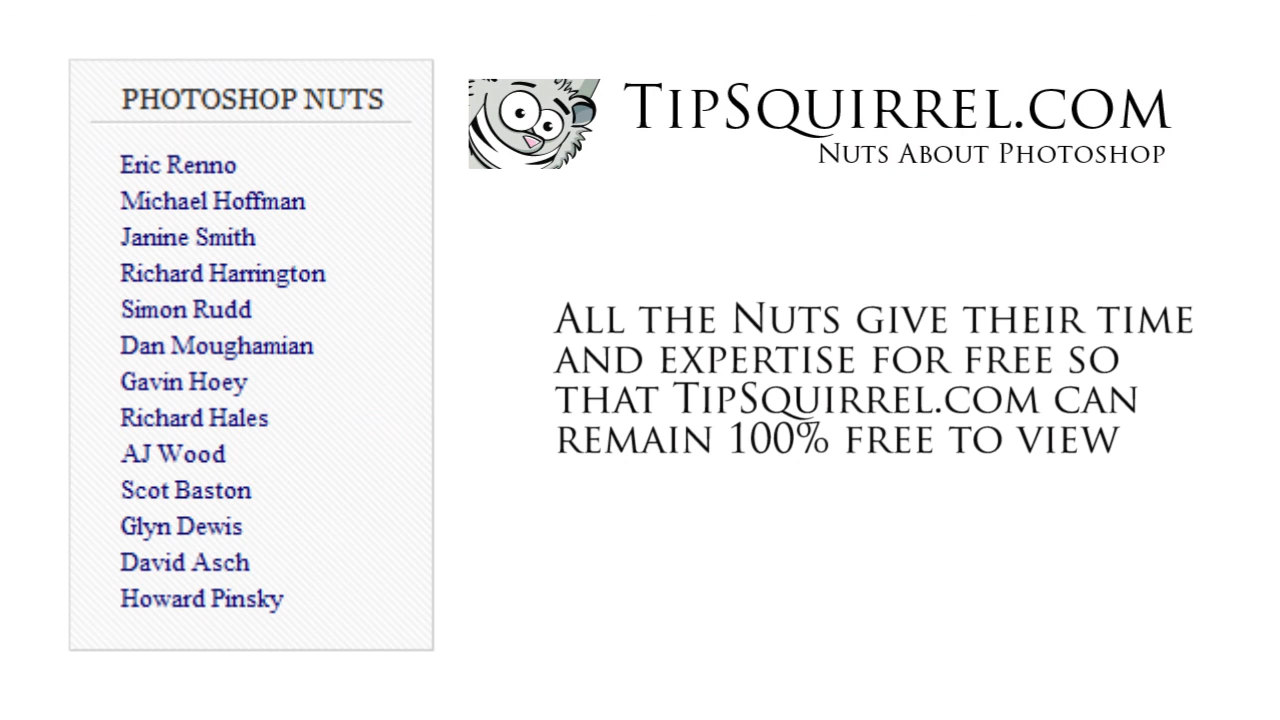 PHOTOSHOP NUTS
Eric Renno
Michael Hoffman
Janine Smith
Richard Harrington
Simon Rudd
Dan Moughamian
Gavin Hoey
Richard Hales
AJ Wood
Scot Baston
Glyn Dewis
David Asch
Howard Pinsky
TipSquirrel.com
Nuts About Photoshop
All the Nuts give their time
and expertise for free so
that TipSquirrel.com can
remain 100% free to view